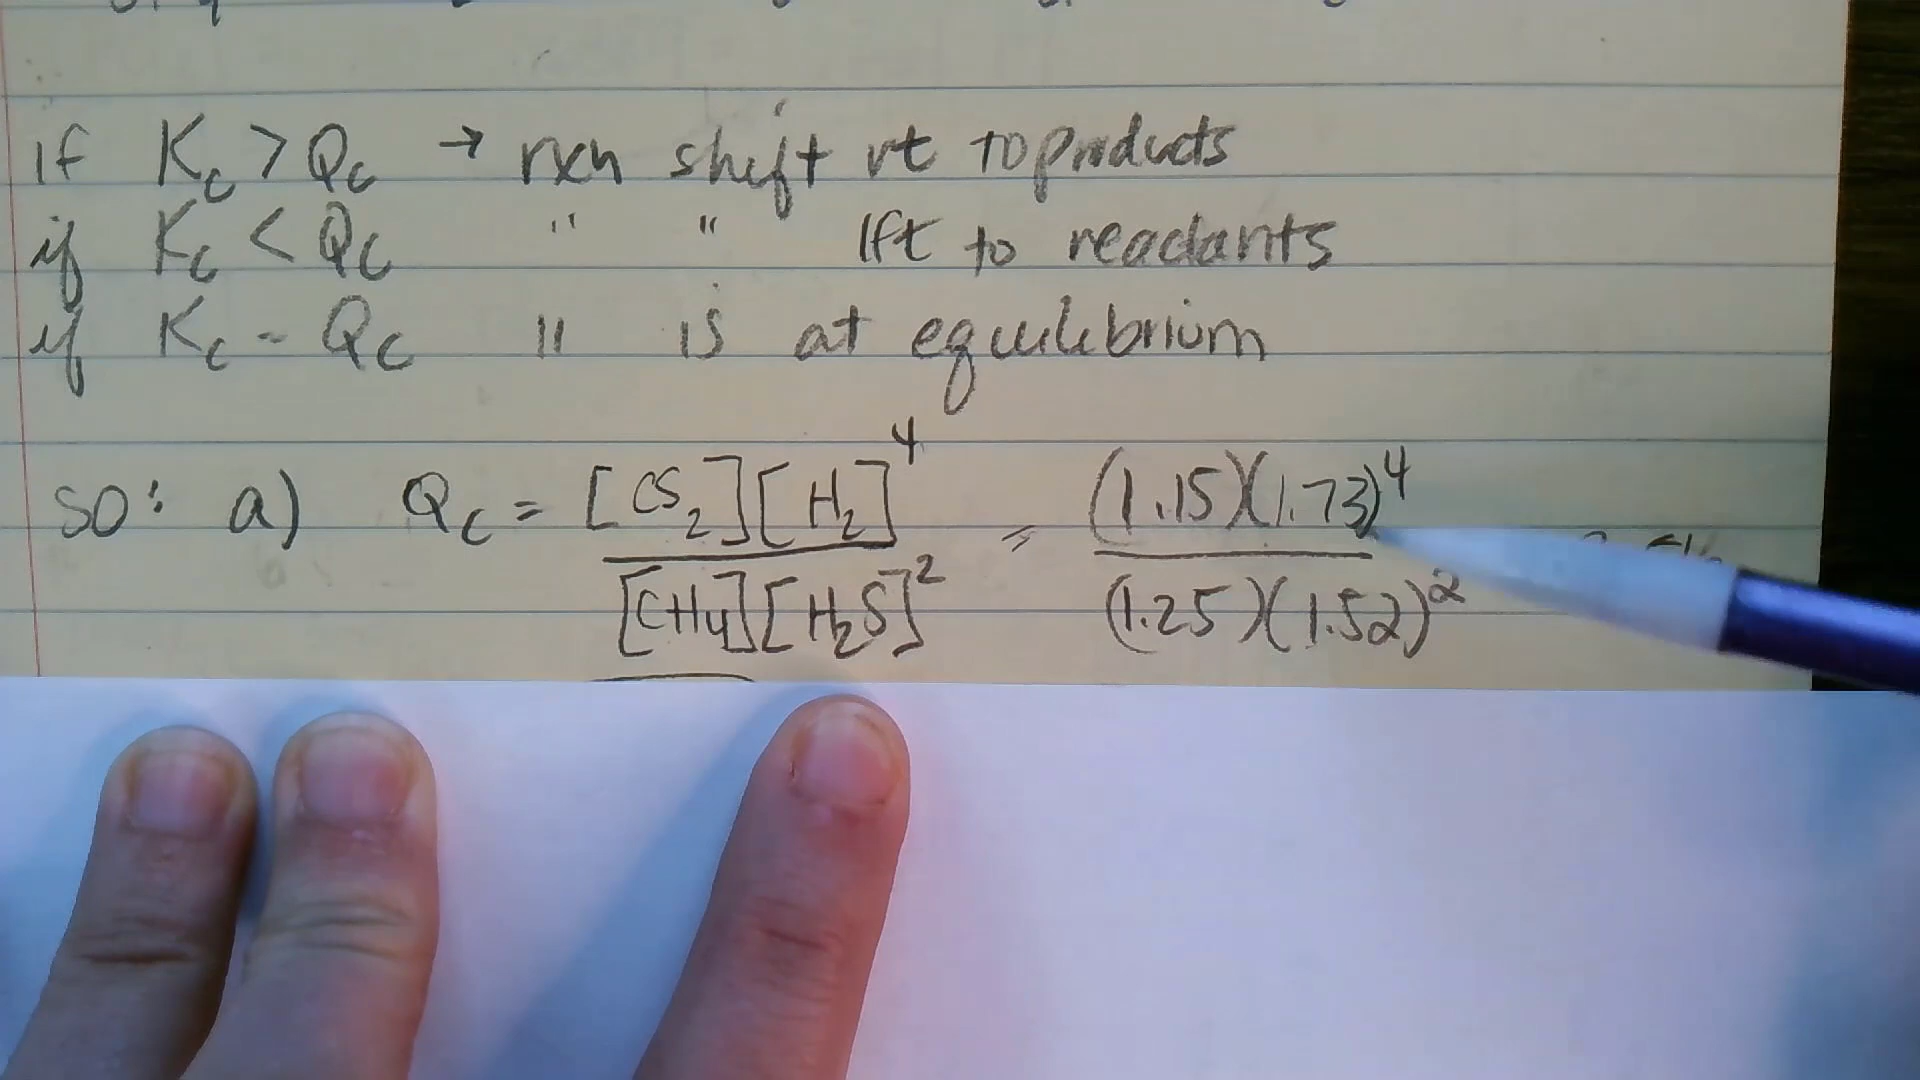 If Kc > Qc → rxn shift rt to products
if Kc < Qc " " lft to reactants
if Kc = Qc " is at equilibrium
so: a) Qc = [CS2][H2]^4 / [CH4][H2S]^2 = (1.15)(1.73)^4 / (1.25)(1.52)^2